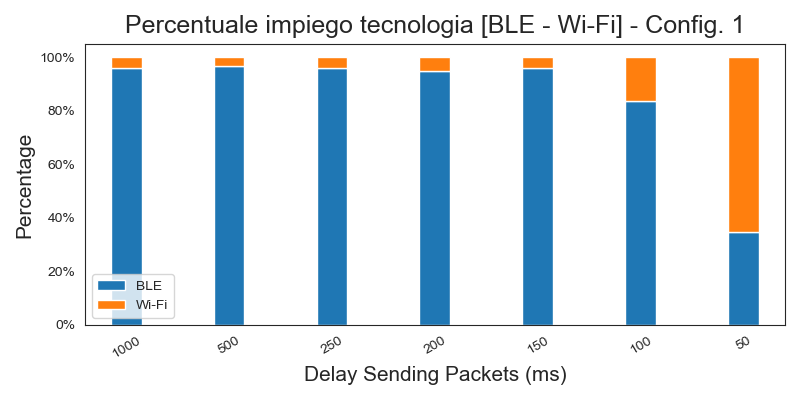 Percentuale impiego tecnologia [BLE - Wi-Fi] - Config. 1
Percentage
100%
80%
60%
40%
20%
0%
BLE
Wi-Fi
1000
500
250
200
150
100
50
Delay Sending Packets (ms)